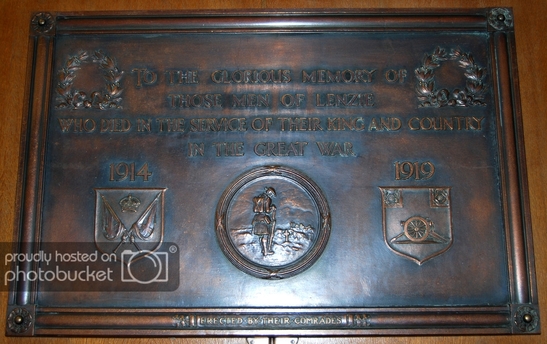 TO THE GLORIOUS MEMORY OF
THOSE MEN OF LENZIE
WHO DIED IN THE SERVICE OF THEIR KING AND COUNTRY
IN THE GREAT WAR.
1914 1919
proudly hosted on
photobucket
ERECTED BY THEIR COMRADES